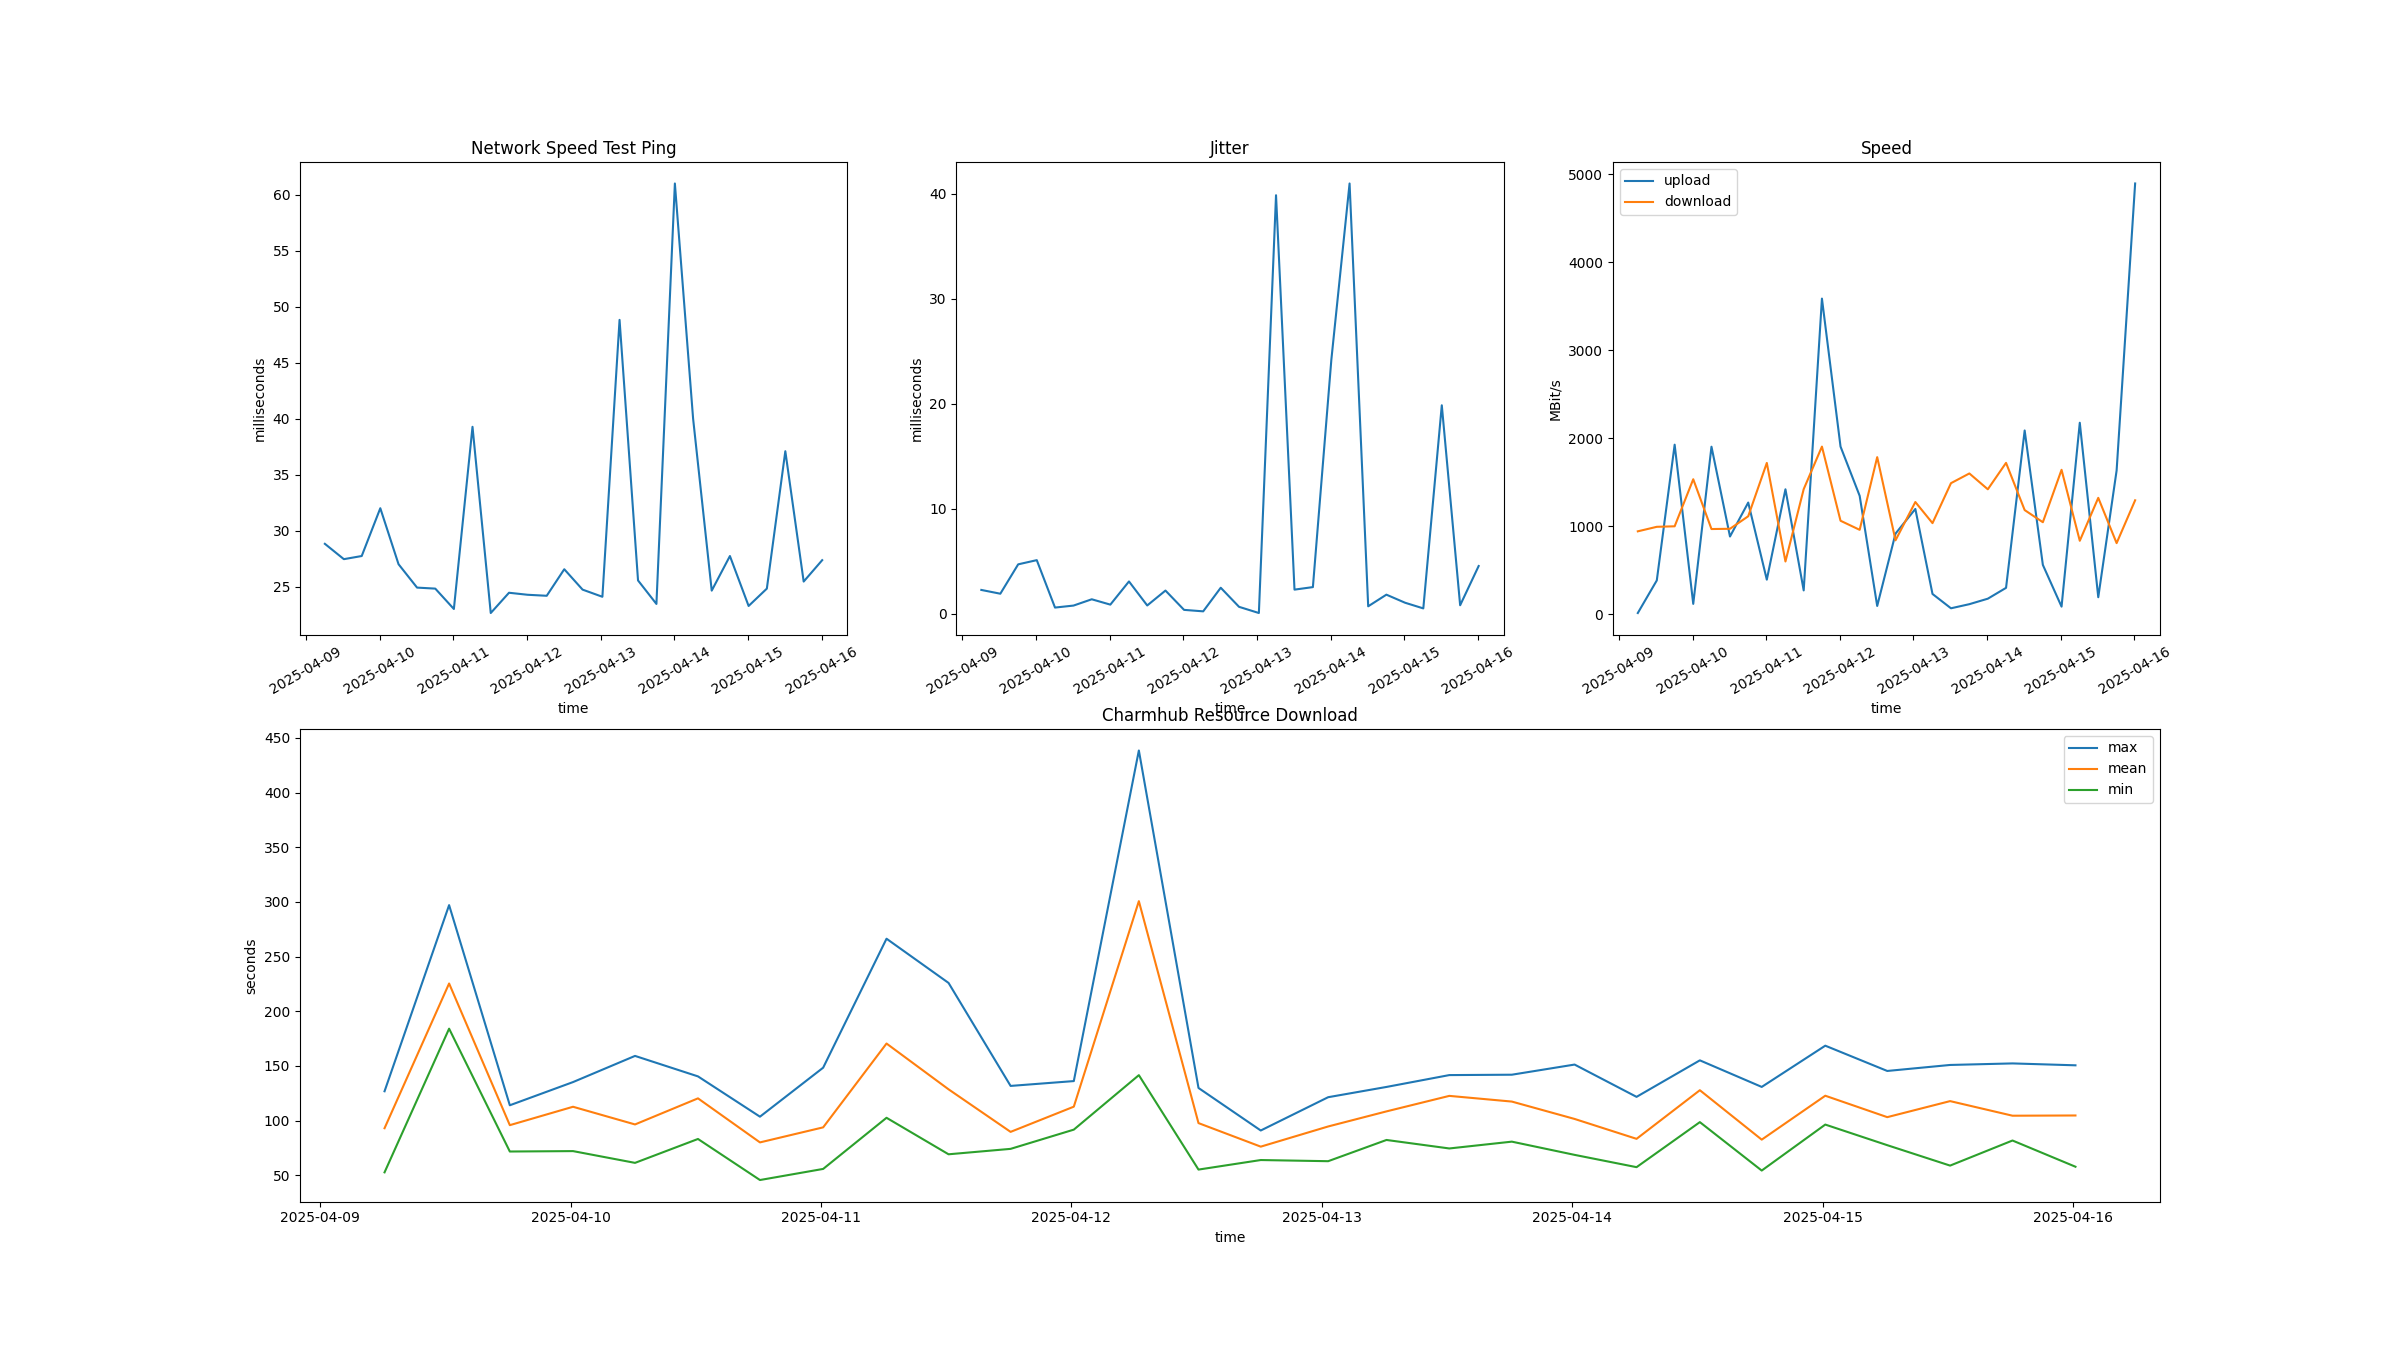 Network Speed Test Ping
milliseconds
60
55
50
45
40
35
30
25
2025-04-09 2025-04-10 2025-04-11 2025-04-12 2025-04-13 2025-04-14 2025-04-15 2025-04-16
time
Jitter
milliseconds
40
30
20
10
0
2025-04-09 2025-04-10 2025-04-11 2025-04-12 2025-04-13 2025-04-14 2025-04-15 2025-04-16
time
Speed
upload
download
MBit/s
5000
4000
3000
2000
1000
0
2025-04-09 2025-04-10 2025-04-11 2025-04-12 2025-04-13 2025-04-14 2025-04-15 2025-04-16
time
Charmhub Resource Download
max
mean
min
seconds
450
400
350
300
250
200
150
100
50
2025-04-09 2025-04-10 2025-04-11 2025-04-12 2025-04-13 2025-04-14 2025-04-15 2025-04-16
time